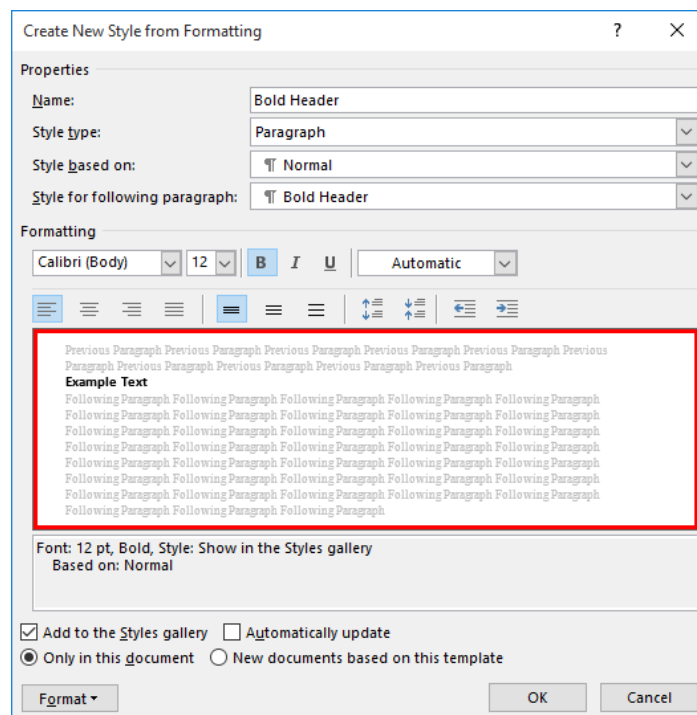 Create New Style from Formatting ?
Properties
Name: Bold Header
Style type: Paragraph
Style based on: ¶ Normal
Style for following paragraph: ¶ Bold Header
Formatting
Calibri (Body) 12 B I U Automatic
Previous Paragraph Previous Paragraph Previous Paragraph Previous Paragraph Previous Paragraph Previous
Paragraph Previous Paragraph Previous Paragraph Previous Paragraph Previous Paragraph
Example Text
Following Paragraph Following Paragraph Following Paragraph Following Paragraph Following Paragraph
Following Paragraph Following Paragraph Following Paragraph Following Paragraph Following Paragraph
Following Paragraph Following Paragraph Following Paragraph Following Paragraph Following Paragraph
Following Paragraph Following Paragraph Following Paragraph Following Paragraph Following Paragraph
Following Paragraph Following Paragraph Following Paragraph Following Paragraph Following Paragraph
Following Paragraph Following Paragraph Following Paragraph Following Paragraph Following Paragraph
Following Paragraph Following Paragraph Following Paragraph Following Paragraph Following Paragraph
Following Paragraph Following Paragraph Following Paragraph
Font: 12 pt, Bold, Style: Show in the Styles gallery
Based on: Normal
Add to the Styles gallery Automatically update
Only in this document New documents based on this template
Format OK Cancel